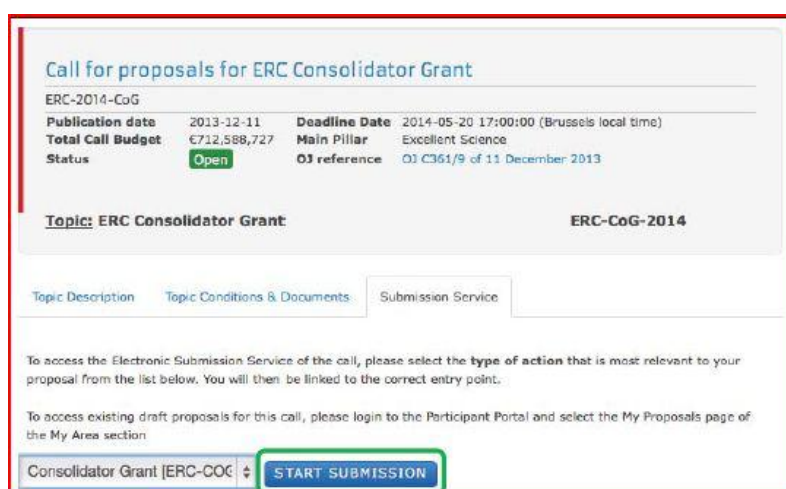 Call for proposals for ERC Consolidator Grant
ERC-2014-CoG
Publication date 2013-12-11 Deadline Date 2014-05-20 17:00:00 (Brussels local time)
Total Call Budget €712,588,727 Main Pillar Excellent Science
Status Open OJ reference OJ C361/9 of 11 December 2013
Topic: ERC Consolidator Grant ERC-CoG-2014
Topic Description Topic Conditions & Documents Submission Service
To access the Electronic Submission Service of the call, please select the type of action that is most relevant to your
proposal from the list below. You will then be linked to the correct entry point.
To access existing draft proposals for this call, please login to the Participant Portal and select the My Proposals page of
the My Area section
Consolidator Grant [ERC-COG START SUBMISSION